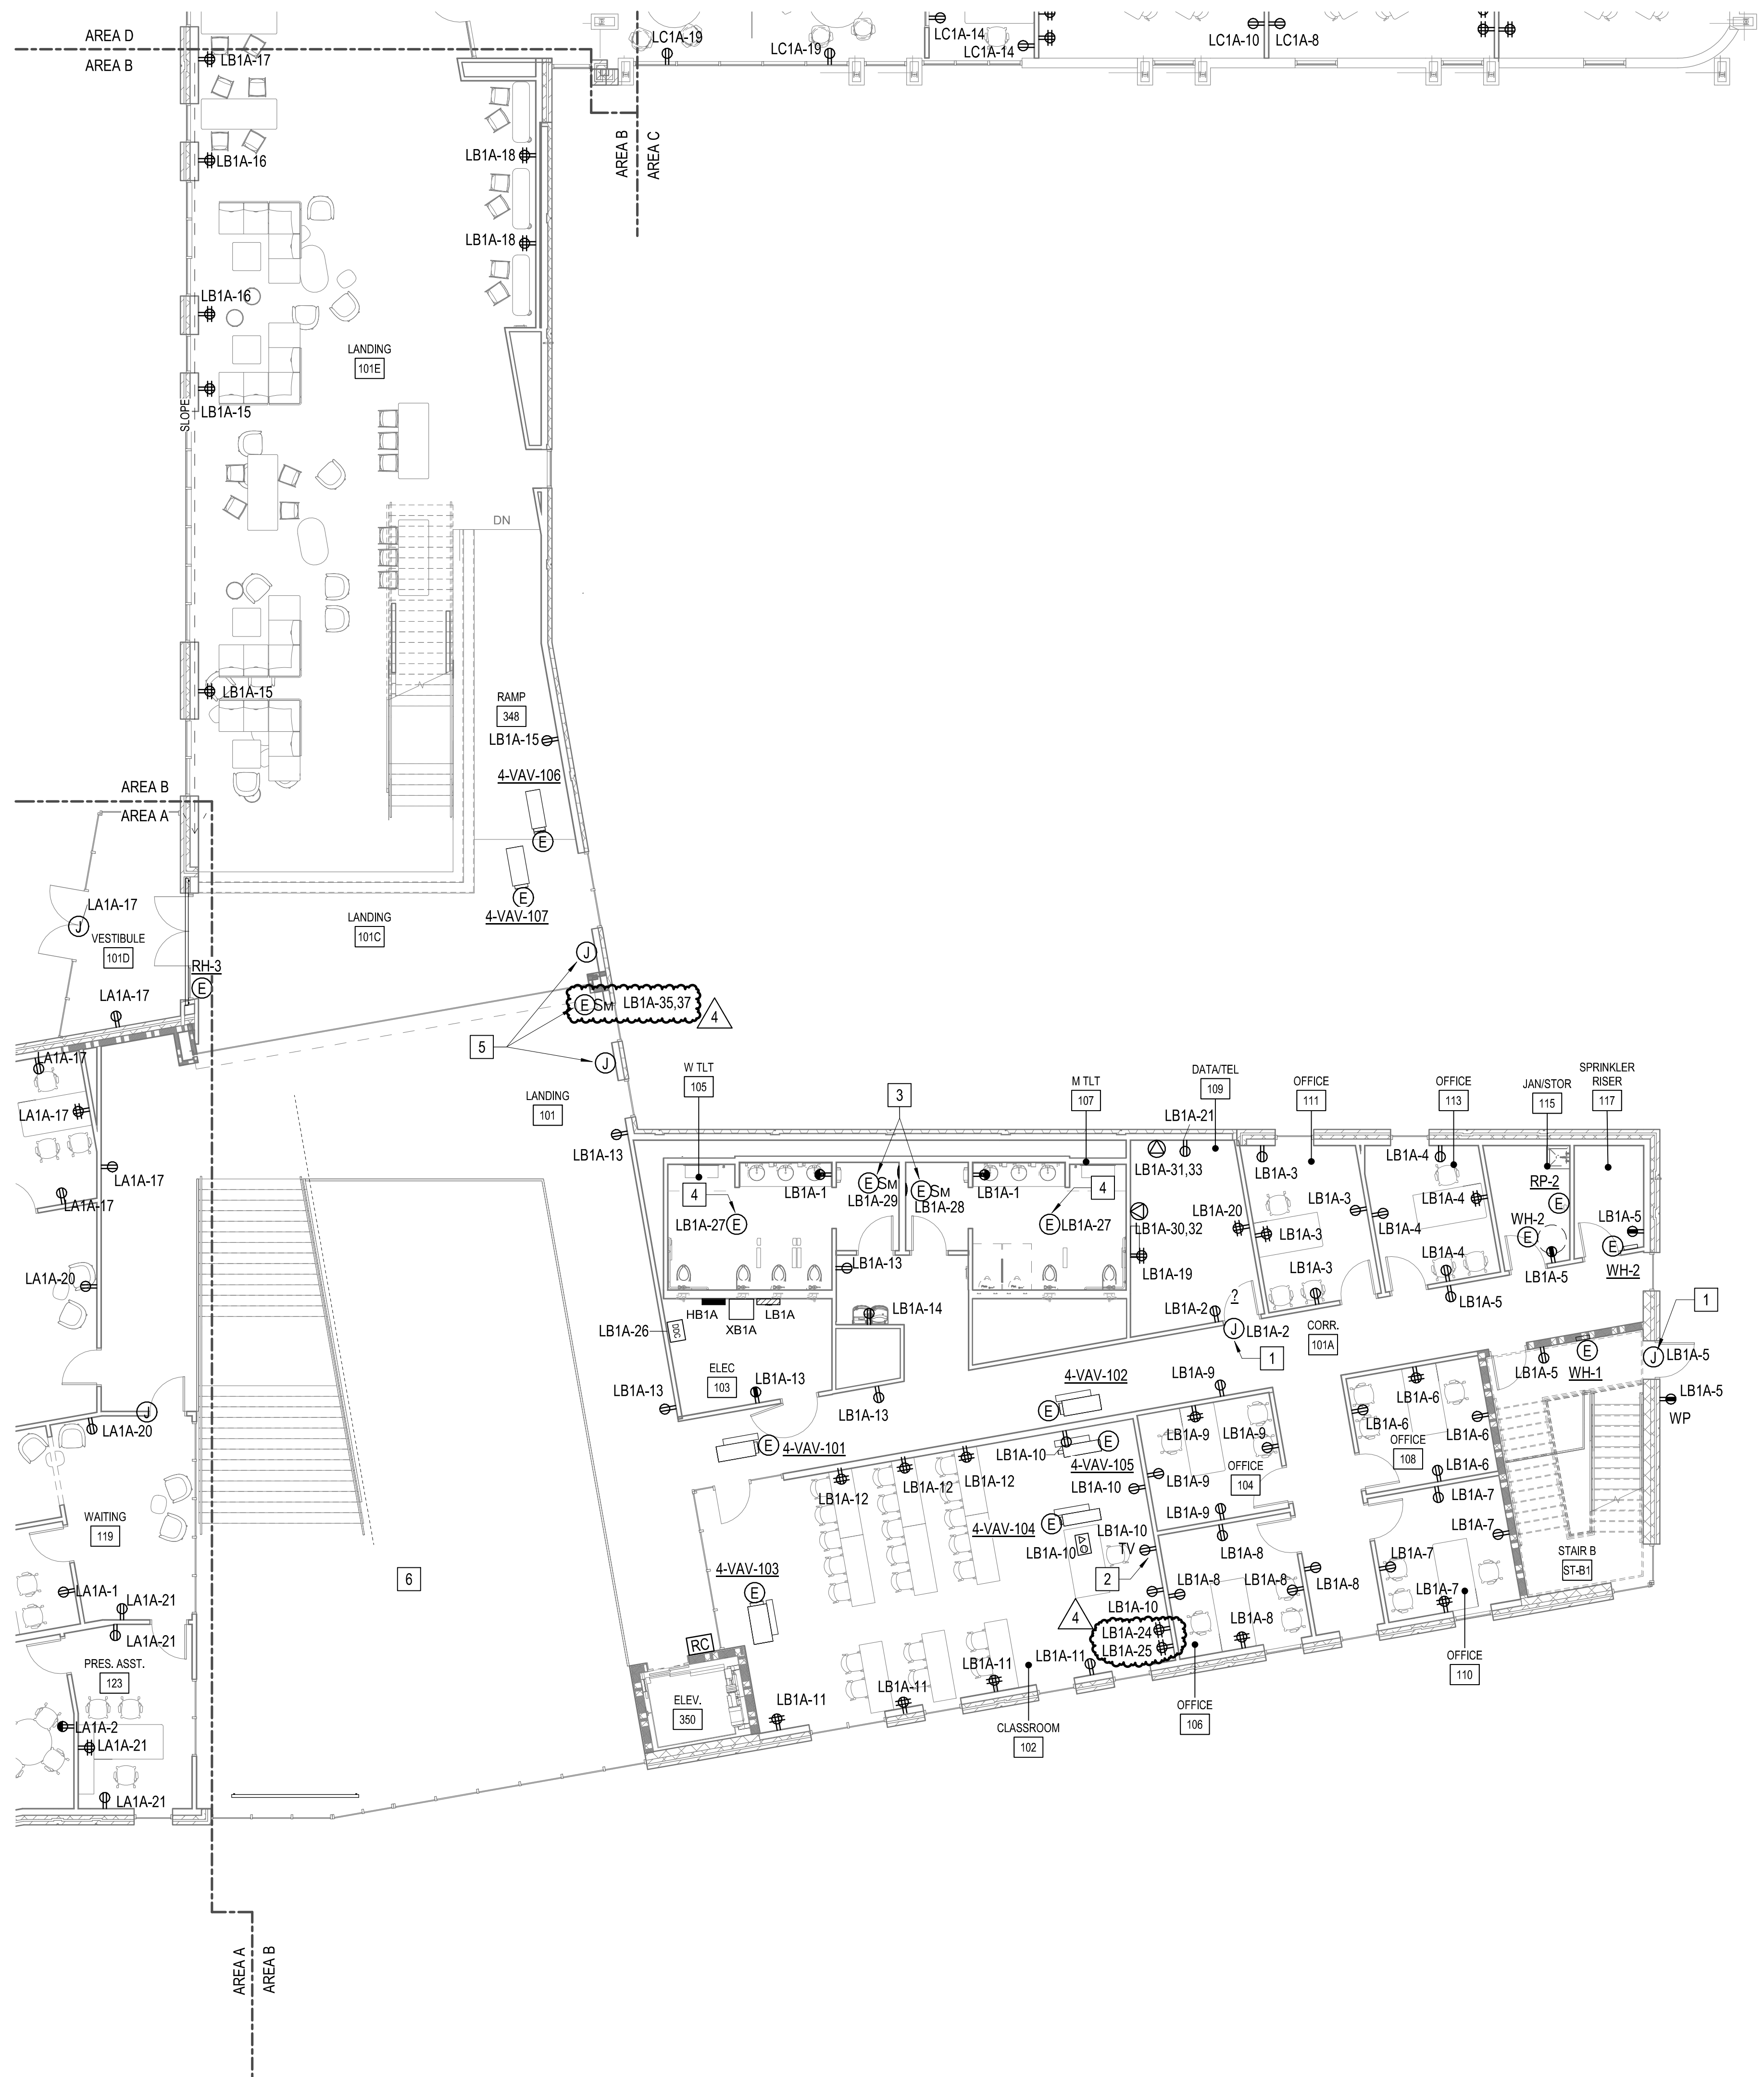 AREA D
AREA B
LB1A-17
LC1A-19
LC1A-19
LC1A-14
LC1A-14
LC1A-10
LC1A-8
AREA B
AREA C
LB1A-16
LB1A-18
LB1A-18
LB1A-16
LANDING
101E
SLOPE
LB1A-15
DN
LB1A-15
RAMP
348
LB1A-15
4-VAV-106
E
AREA B
AREA A
E
4-VAV-107
LA1A-17
J
VESTIBULE
101D
LANDING
101C
RH-3
E
LA1A-17
J
E SM LB1A-35,37
4
5
J
LA1A-17
LA1A-17
LA1A-17
LA1A-17
LANDING
101
LB1A-13
W TLT
105
3
M TLT
107
DATA/TEL
109
LB1A-21
OFFICE
111
OFFICE
113
JAN/STOR
115
SPRINKLER
RISER
117
4
LB1A-1
E SM
LB1A-29
E SM
LB1A-28
LB1A-1
4
LB1A-31,33
LB1A-3
LB1A-4
RP-2
E
LB1A-27 E
E LB1A-27
LB1A-30,32
LB1A-20
LB1A-3
LB1A-3
LB1A-4
LB1A-4
LB1A-4
WH-2
E
LB1A-5
E
WH-2
LB1A-13
LB1A-19
LB1A-3
LB1A-5
LB1A-5
HB1A
XB1A
LB1A
LB1A-14
LB1A-2
?
J LB1A-2
1
CORR.
101A
1
LB1A-26
DDC
ELEC
103
LB1A-13
LB1A-13
LB1A-13
LA1A-20
J
LA1A-20
4-VAV-102
E
LB1A-9
LB1A-5
E
WH-1
J LB1A-5
LB1A-5
WP
LB1A-6
LB1A-6
LB1A-6
LB1A-6
OFFICE
108
E 4-VAV-101
LB1A-10
E
4-VAV-105
LB1A-9
LB1A-9
OFFICE
104
LB1A-12
LB1A-12
LB1A-12
LB1A-10
LB1A-9
LB1A-9
LB1A-7
LB1A-7
WAITING
119
4-VAV-104
E
LB1A-10
LB1A-10
TV
2
LB1A-8
LB1A-8
LB1A-8
LB1A-8
LB1A-8
LB1A-7
LB1A-7
STAIR B
ST-B1
6
4-VAV-103
E
LB1A-10
4
LB1A-24
LB1A-25
LA1A-1
LA1A-21
LA1A-21
PRES. ASST.
123
LA1A-2
LA1A-21
LA1A-21
RC
ELEV.
350
LB1A-11
LB1A-11
LB1A-11
LB1A-11
CLASSROOM
102
OFFICE
106
OFFICE
110
AREA A
AREA B